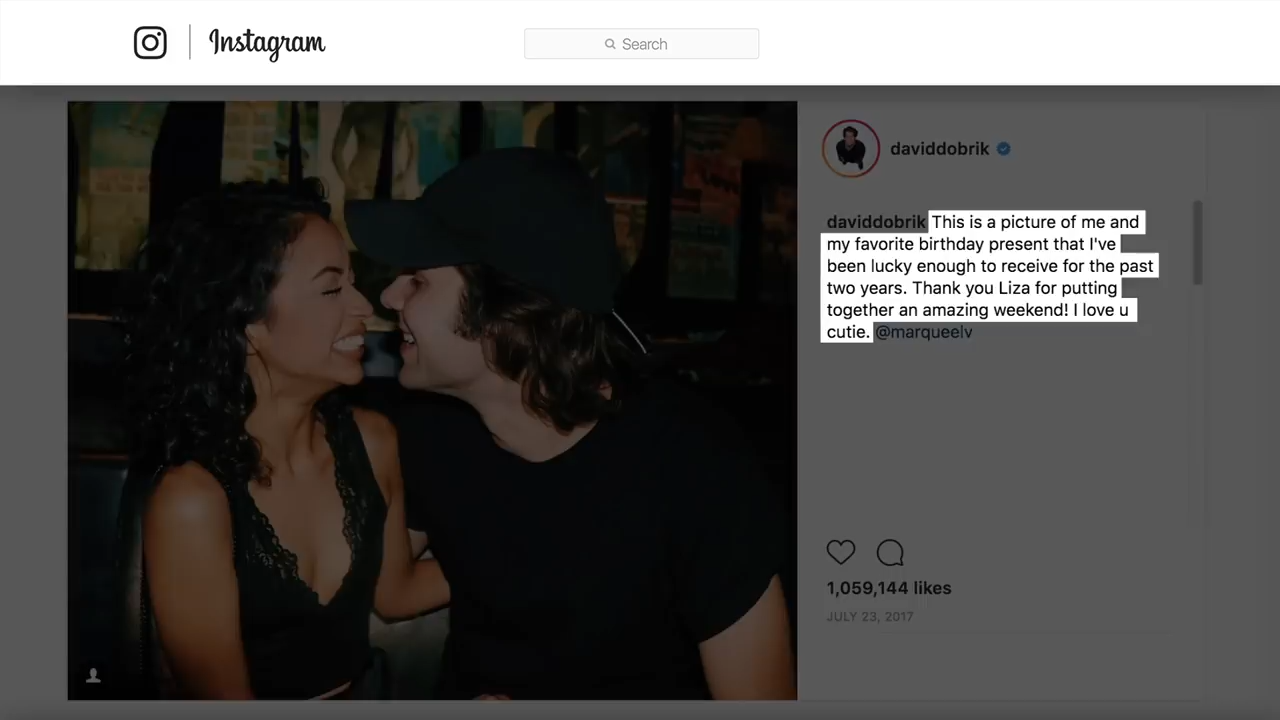 Instagram
Search
daviddobrik
daviddobrik This is a picture of me and
my favorite birthday present that I've
been lucky enough to receive for the past
two years. Thank you Liza for putting
together an amazing weekend! I love u
cutie. @marqueelv
1,059,144 likes
JULY 23, 2017